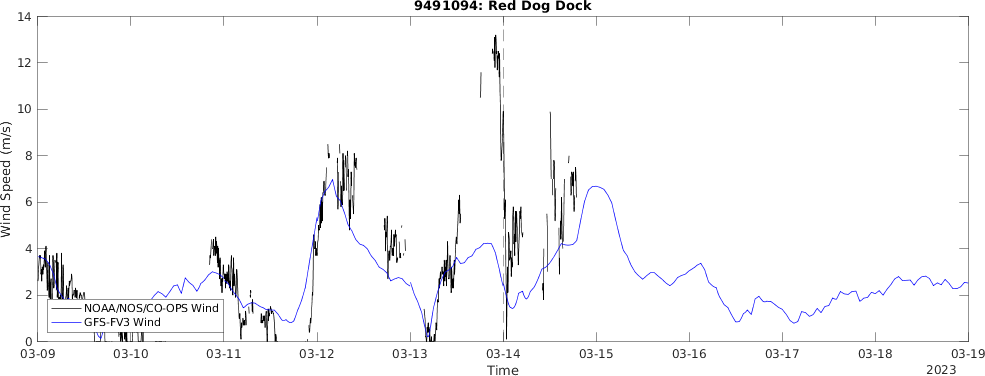 9491094: Red Dog Dock
14
12
10
8
6
4
2
0
Wind Speed (m/s)
NOAA/NOS/CO-OPS Wind
GFS-FV3 Wind
03-09 03-10 03-11 03-12 03-13 03-14 03-15 03-16 03-17 03-18 03-19
Time
2023